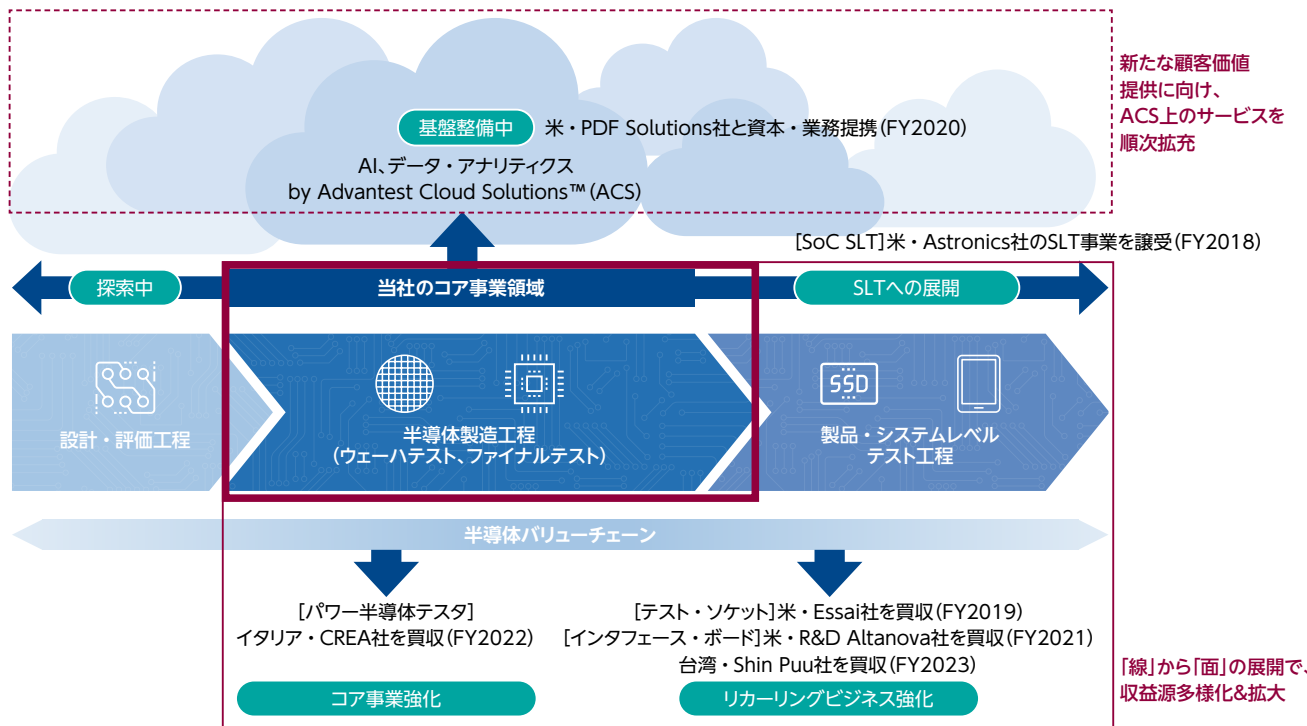 新たな顧客価値
提供に向け、
ACS上のサービスを
順次拡充
基盤整備中 米・PDF Solutions社と資本・業務提携(FY2020)
AI、データ・アナリティクス
by Advantest Cloud Solutions™(ACS)
[SoC SLT]米・Astronics社のSLT事業を譲受(FY2018)
探索中
当社のコア事業領域
SLTへの展開
設計・評価工程
半導体製造工程
(ウェーハテスト、ファイナルテスト)
SSD
製品・システムレベル
テスト工程
半導体バリューチェーン
[パワー半導体テスタ]
イタリア・CREA社を買収(FY2022)
コア事業強化
[テスト・ソケット]米・Essai社を買収(FY2019)
[インタフェース・ボード]米・R&D Altanova社を買収(FY2021)
台湾・Shin Puu社を買収(FY2023)
リカーリングビジネス強化
「線」から「面」の展開で、
収益源多様化&拡大